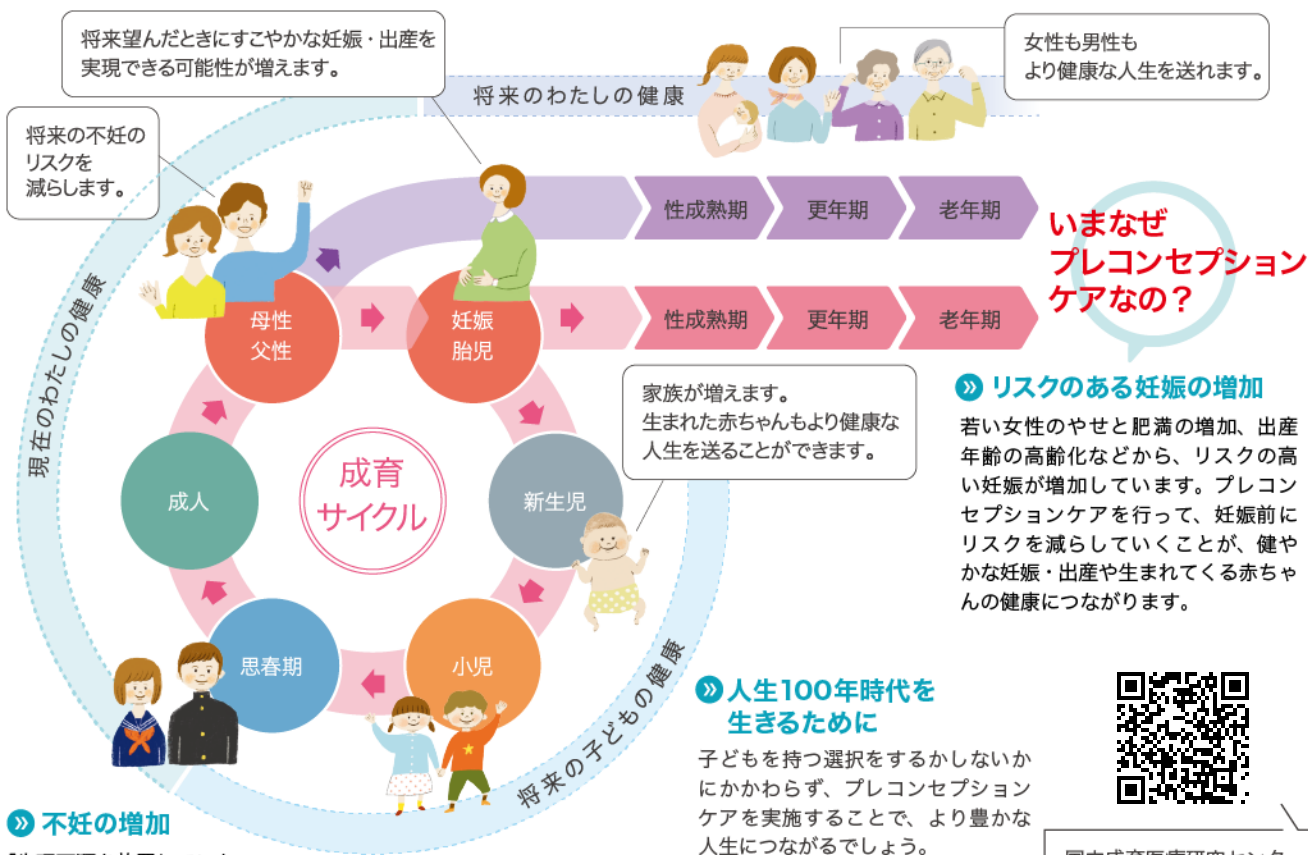 将来望んだときにすこやかな妊娠・出産を
実現できる可能性が増えます。
女性も男性も
より健康な人生を送れます。
将来のわたしの健康
将来の不妊の
リスクを
減らします。
性成熟期
更年期
老年期
いまなぜ
プレコンセプション
ケアなの？
母性
父性
妊娠
胎児
性成熟期
更年期
老年期
現在のわたしの健康
家族が増えます。
生まれた赤ちゃんもより健康な
人生を送ることができます。
リスクのある妊娠の増加
若い女性のやせと肥満の増加、出産
年齢の高齢化などから、リスクの高
い妊娠が増加しています。プレコン
セプションケアを行って、妊娠前に
リスクを減らしていくことが、健や
かな妊娠・出産や生まれてくる赤ちゃ
んの健康につながります。
成育
サイクル
成人
新生児
思春期
小児
将来の子どもの健康
人生100年時代を
生きるために
子どもを持つ選択をするかしないか
にかかわらず、プレコンセプション
ケアを実施することで、より豊かな
人生につながるでしょう。
不妊の増加